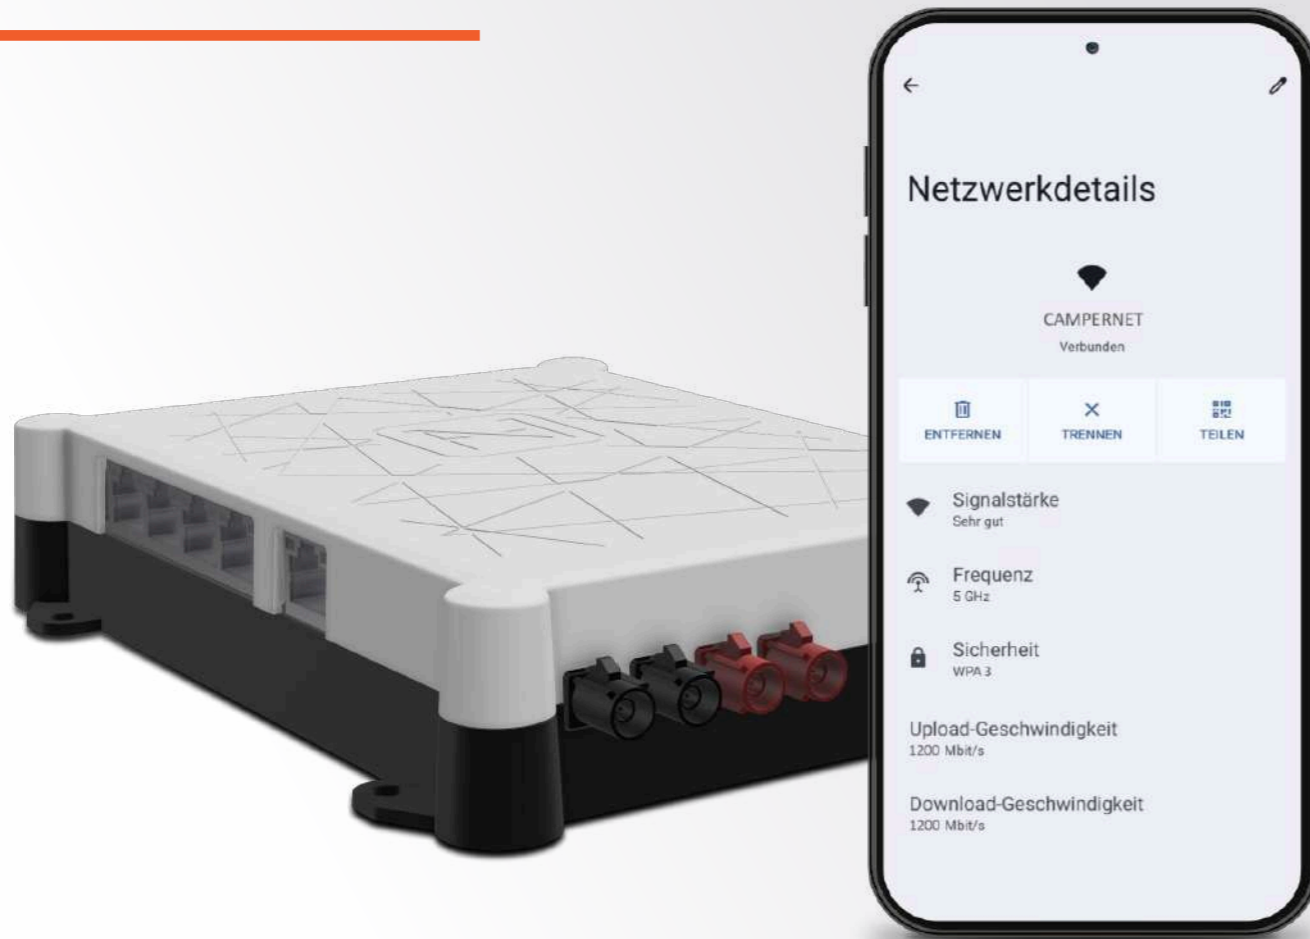 Netzwerkdetails
CAMPERNET
Verbunden
ENTFERNEN
TRENNEN
TEILEN
Signalstärke
Sehr gut
Frequenz
5 GHz
Sicherheit
WPA 3
Upload-Geschwindigkeit
1200 Mbit/s
Download-Geschwindigkeit
1200 Mbit/s